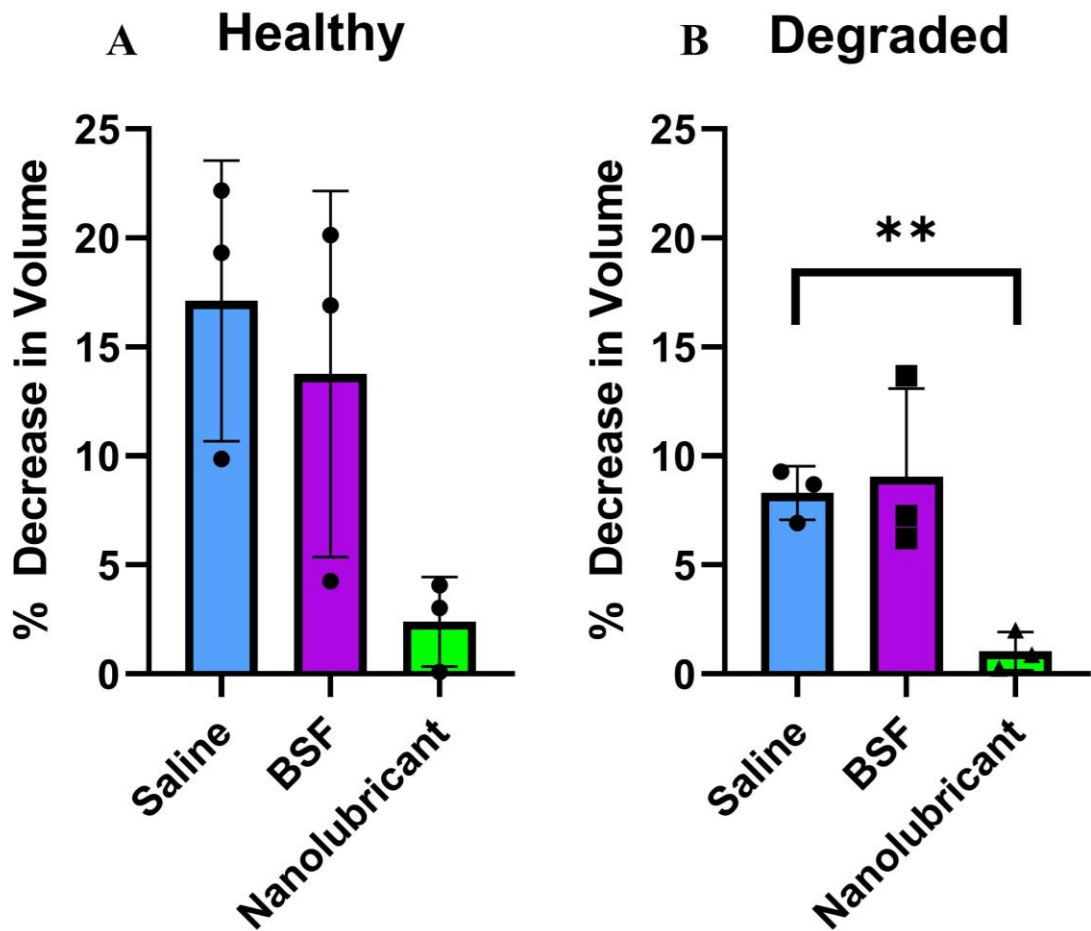 A Healthy
% Decrease in Volume
25
20
15
10
5
0
Saline
BSF
Nanolubricant
B Degraded
% Decrease in Volume
25
20
15
10
5
0
**
Saline
BSF
Nanolubricant